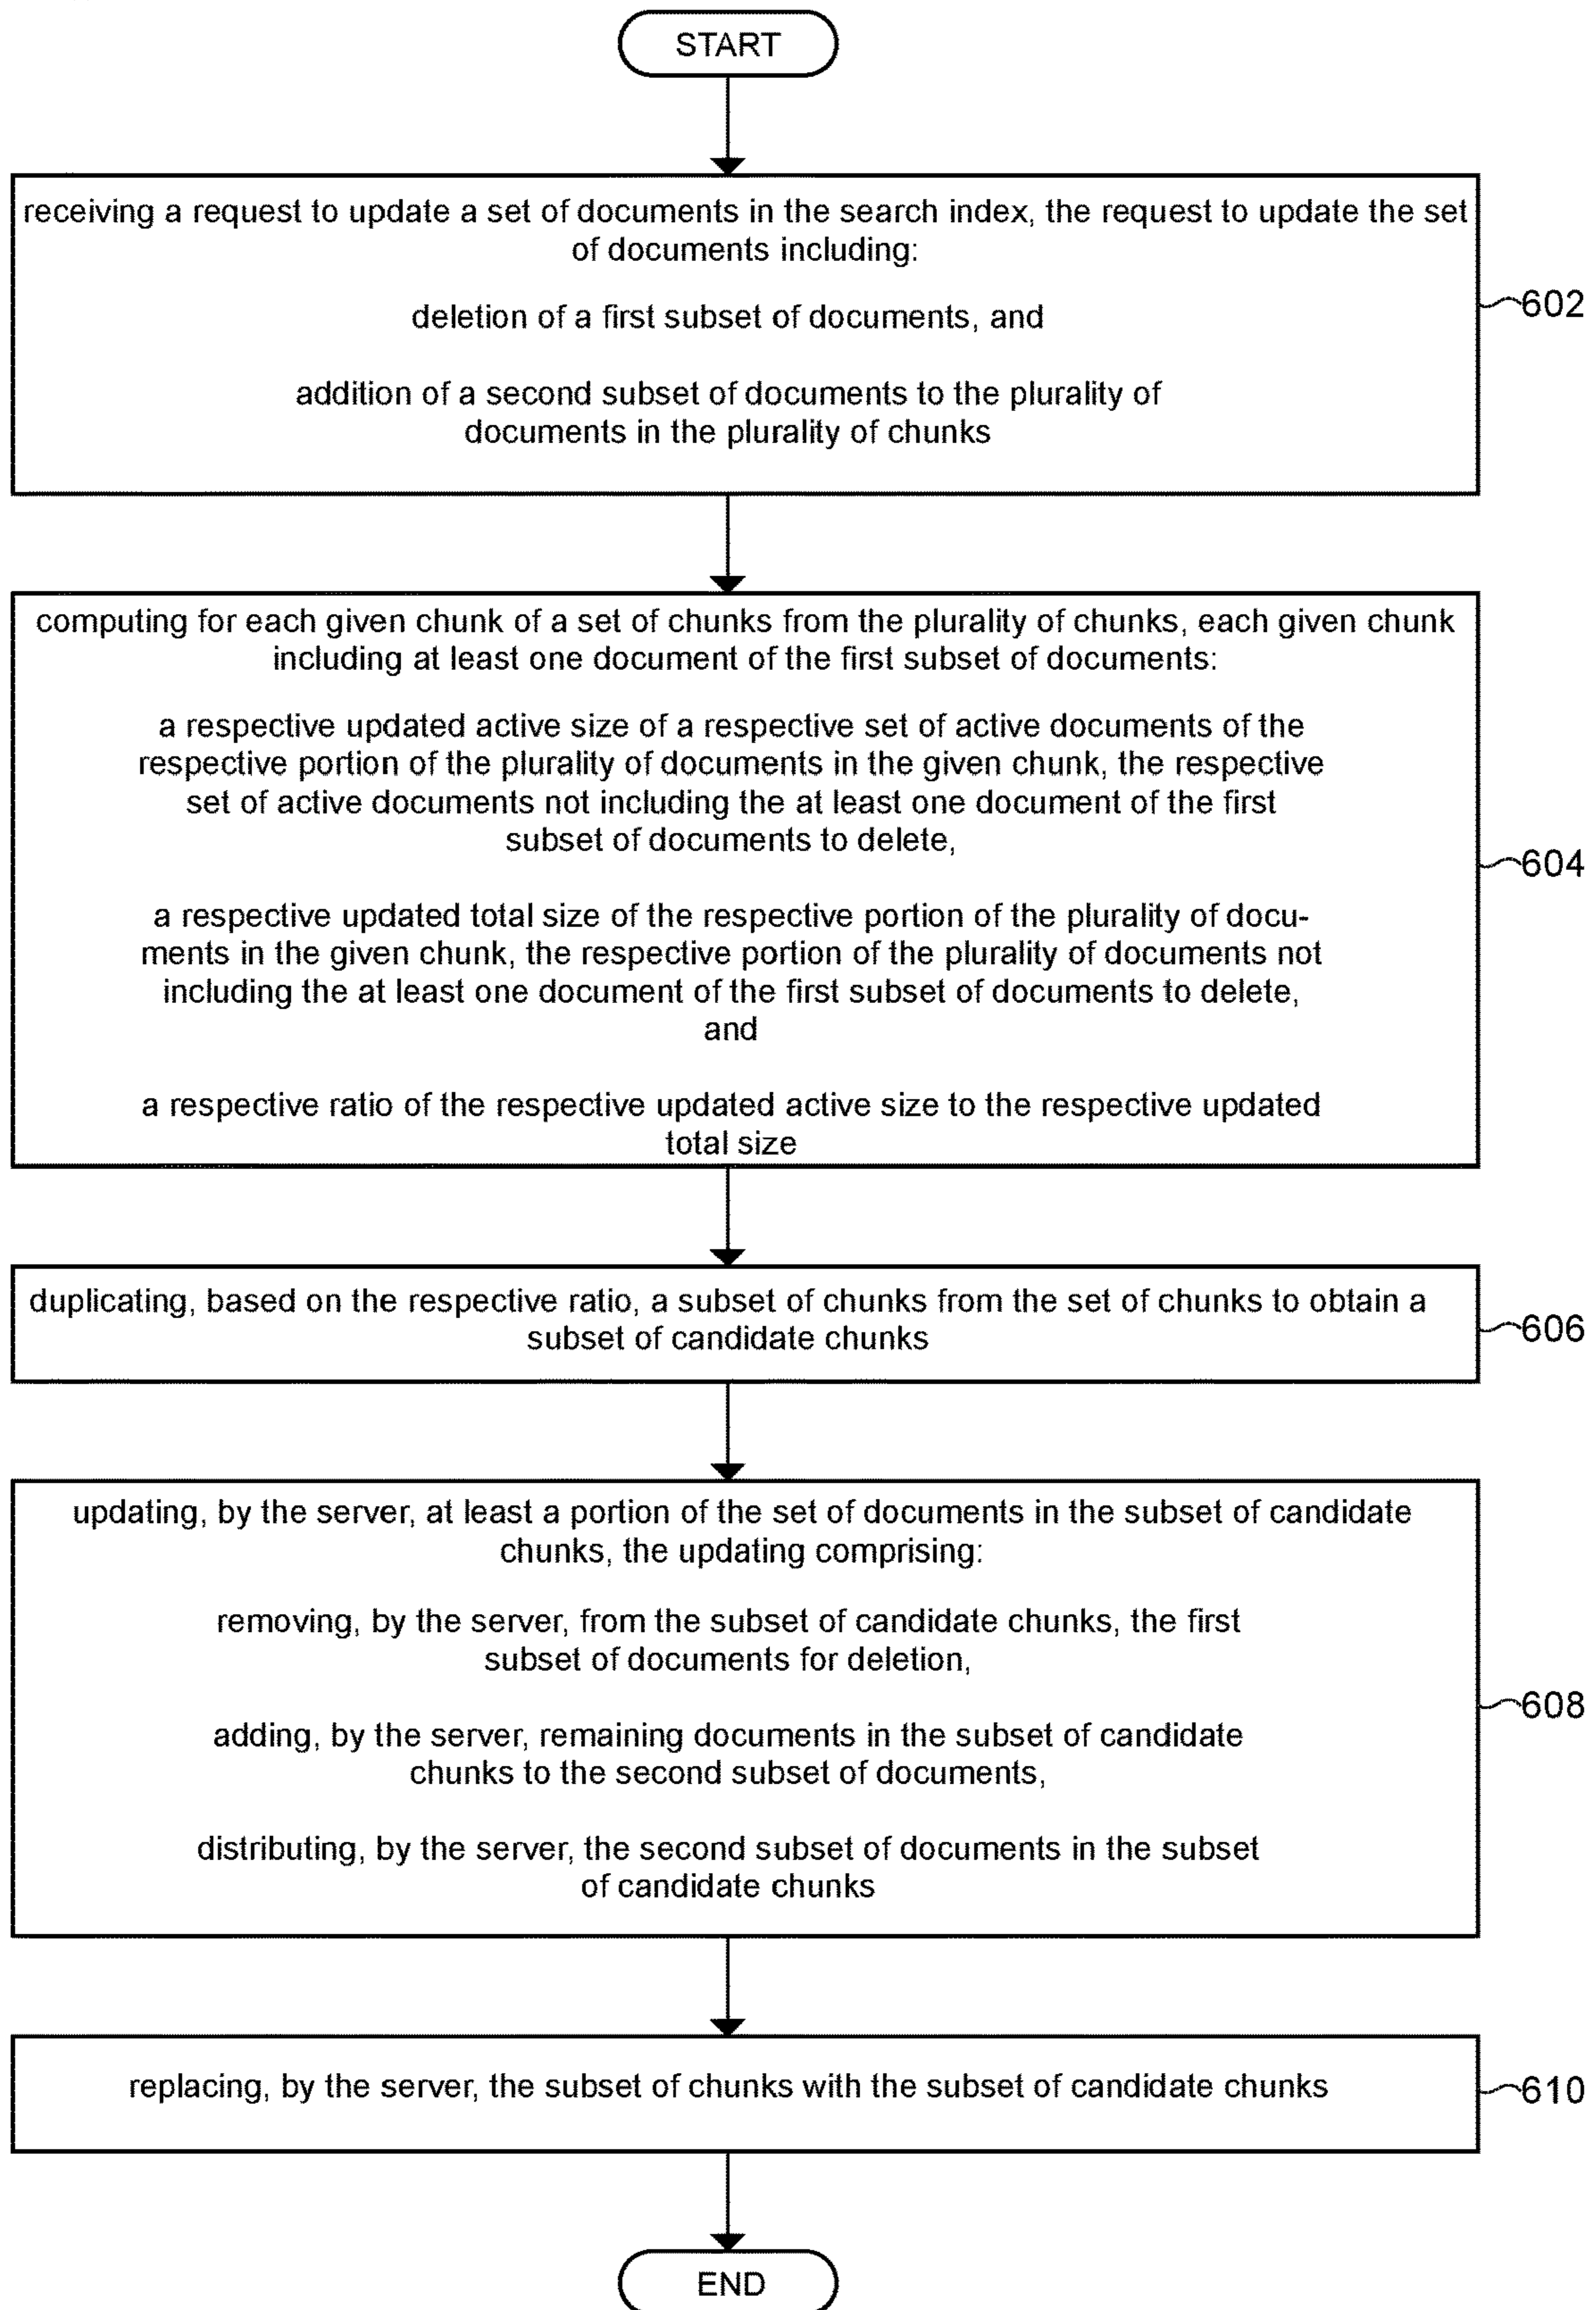 START
receiving a request to update a set of documents in the search index, the request to update the set
of documents including:
deletion of a first subset of documents, and
addition of a second subset of documents to the plurality of
documents in the plurality of chunks
602
computing for each given chunk of a set of chunks from the plurality of chunks, each given chunk
including at least one document of the first subset of documents:
a respective updated active size of a respective set of active documents of the
respective portion of the plurality of documents in the given chunk, the respective
set of active documents not including the at least one document of the first
subset of documents to delete,
a respective updated total size of the respective portion of the plurality of docu-
ments in the given chunk, the respective portion of the plurality of documents not
including the at least one document of the first subset of documents to delete,
and
a respective ratio of the respective updated active size to the respective updated
total size
604
duplicating, based on the respective ratio, a subset of chunks from the set of chunks to obtain a
subset of candidate chunks
606
updating, by the server, at least a portion of the set of documents in the subset of candidate
chunks, the updating comprising:
removing, by the server, from the subset of candidate chunks, the first
subset of documents for deletion,
adding, by the server, remaining documents in the subset of candidate
chunks to the second subset of documents,
distributing, by the server, the second subset of documents in the subset
of candidate chunks
608
replacing, by the server, the subset of chunks with the subset of candidate chunks
610
END